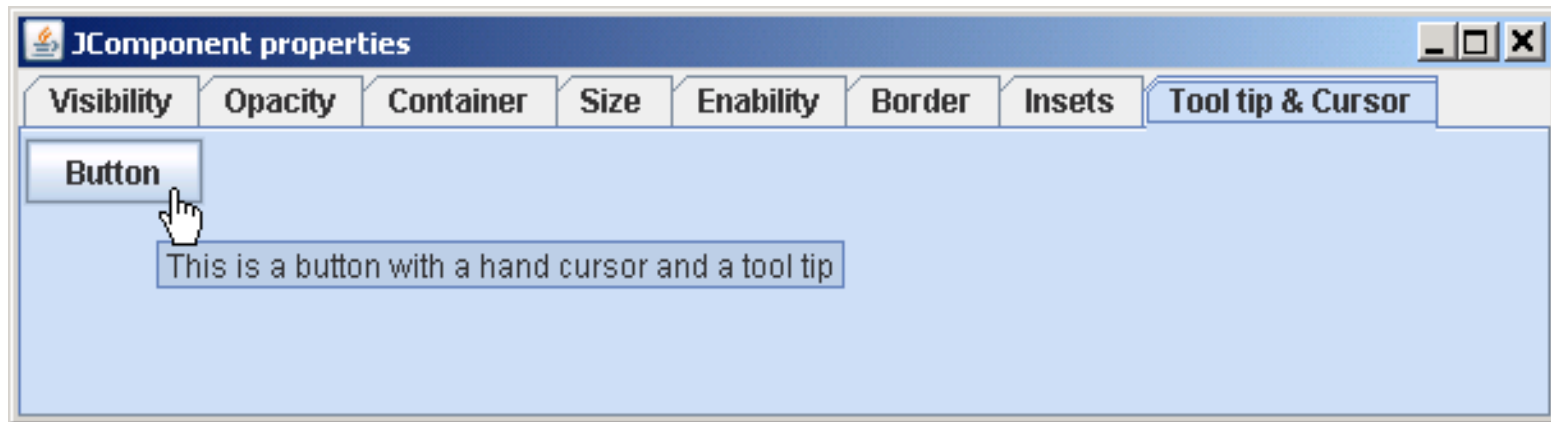 JComponent properties
Visibility Opacity Container Size Enability Border Insets Tool tip & Cursor
Button
This is a button with a hand cursor and a tool tip